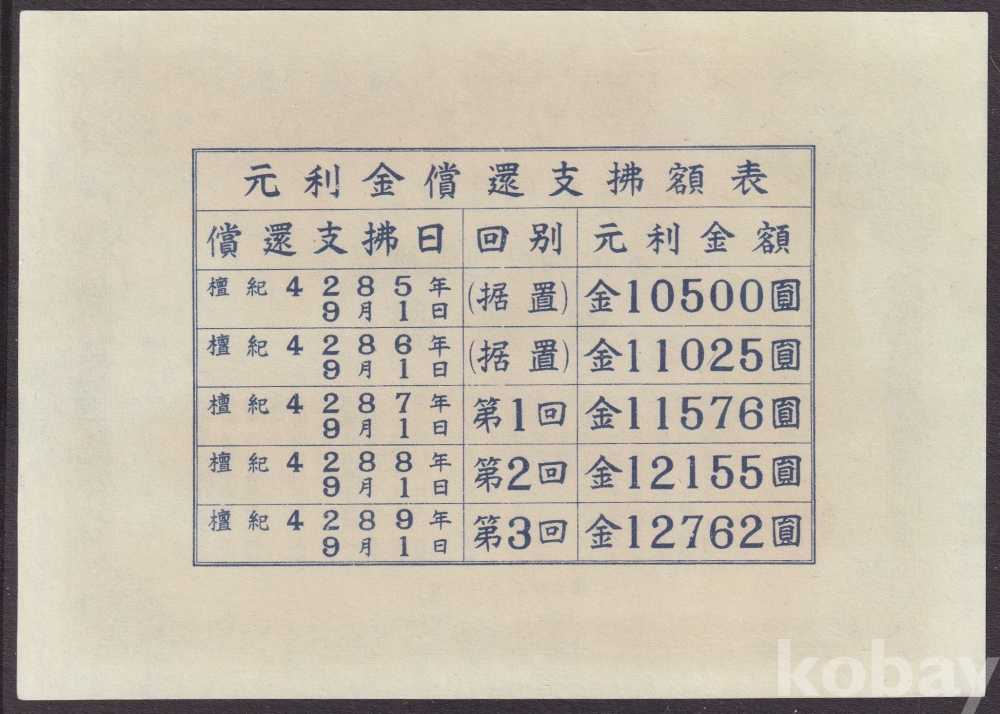 元利金償還支拂額表
償還支拂日 回別 元利金額
檀紀4285年 (据置) 金10500圓
9月1日
檀紀4286年 (据置) 金11025圓
9月1日
檀紀4287年 第1回 金11576圓
9月1日
檀紀4288年 第2回 金12155圓
9月1日
檀紀4289年 第3回 金12762圓
9月1日
kobay